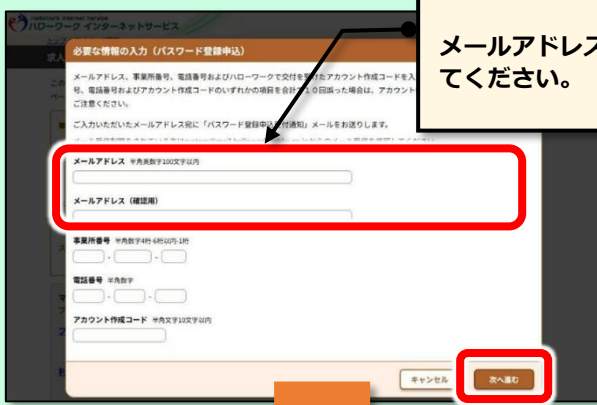 ハローワーク インターネットサービス
必要な情報の入力（パスワード登録申込）
メールアドレス
てください。
メールアドレス、事業所番号、電話番号およびハローワークで交付を受けたアカウント作成コードを入
号、電話番号およびアカウント作成コードのいずれかの項目を合計で10回誤った場合は、アカウント
ご注意ください。
ご入力いただいたメールアドレス宛に「パスワード登録申込受付通知」メールをお送りします。
メールアドレス 半角英数字100文字以内
メールアドレス（確認用）
事業所番号 半角数字4桁-6桁以内-1桁
電話番号 半角数字
アカウント作成コード 半角文字10文字以内
キャンセル 次へ進む